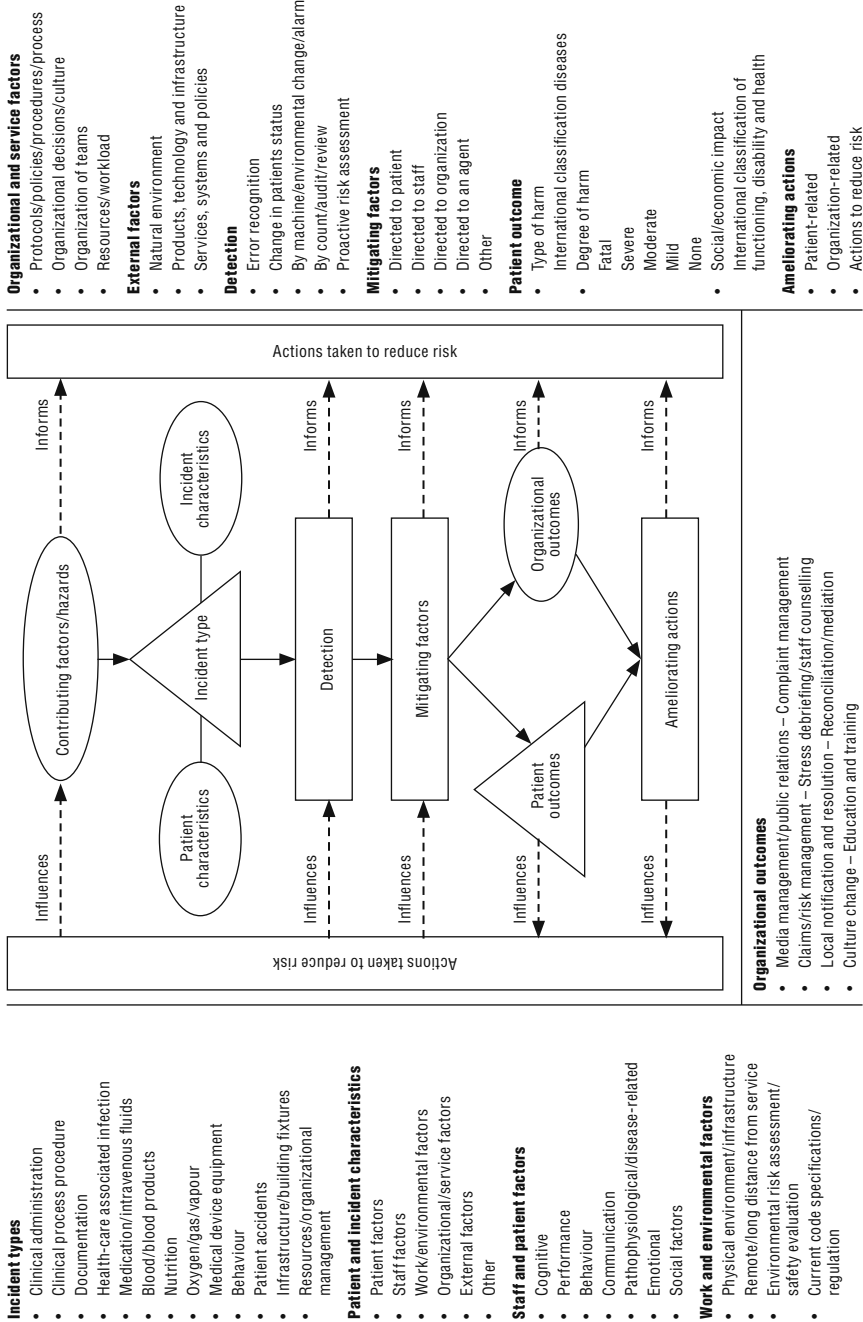 Incident types
• Clinical administration
• Clinical process procedure
• Documentation
• Health-care associated infection
• Medication/intravenous fluids
• Blood/blood products
• Nutrition
• Oxygen/gas/vapour
• Medical device equipment
• Behaviour
• Patient accidents
• Infrastructure/building fixtures
• Resources/organizational
management
Patient and incident characteristics
• Patient factors
• Staff factors
• Work/environmental factors
• Organizational/service factors
• External factors
• Other
Staff and patient factors
• Cognitive
• Performance
• Behaviour
• Communication
• Pathophysiological/disease-related
• Emotional
• Social factors
Work and environmental factors
• Physical environment/infrastructure
• Remote/long distance from service
• Environmental risk assessment/
safety evaluation
• Current code specifications/
regulation
Actions taken to reduce risk
Influences
Contributing factors/hazards
Informs
Patient
characteristics
Incident type
Incident
characteristics
Influences
Detection
Informs
Influences
Mitigating factors
Informs
Influences
Patient
outcomes
Organizational
outcomes
Informs
Influences
Ameliorating actions
Informs
Actions taken to reduce risk
Organizational outcomes
• Media management/public relations – Complaint management
• Claims/risk management – Stress debriefing/staff counselling
• Local notification and resolution – Reconciliation/mediation
• Culture change – Education and training
Organizational and service factors
• Protocols/policies/procedures/process
• Organizational decisions/culture
• Organization of teams
• Resources/workload
External factors
• Natural environment
• Products, technology and infrastructure
• Services, systems and policies
Detection
• Error recognition
• Change in patients status
• By machine/environmental change/alarm
• By count/audit/review
• Proactive risk assessment
Mitigating factors
• Directed to patient
• Directed to staff
• Directed to organization
• Directed to an agent
• Other
Patient outcome
• Type of harm
International classification diseases
• Degree of harm
Fatal
Severe
Moderate
Mild
None
• Social/economic impact
International classification of
functioning, disability and health
Ameliorating actions
• Patient-related
• Organization-related
• Actions to reduce risk